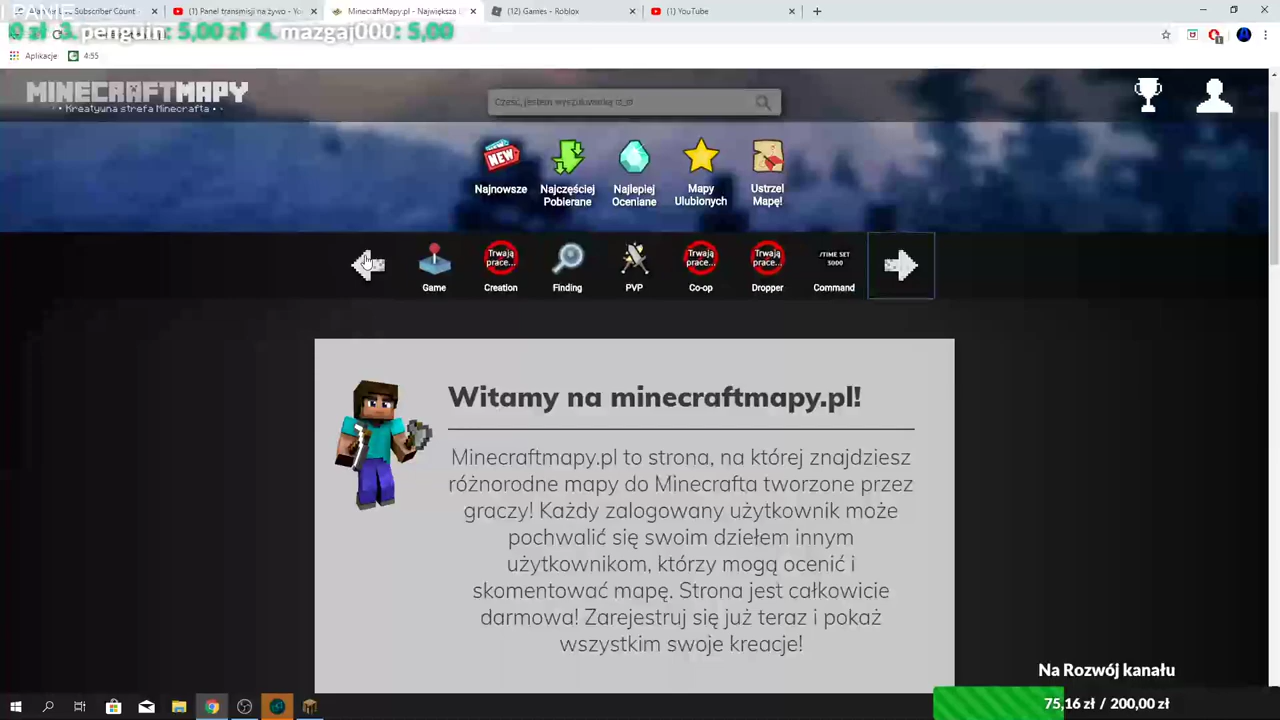 Subscriber Count
(1) Panel transmisji na żywo - Yo
MinecraftMapy.pl - Największa
(12) Games - Roblox
(1) YouTube
0 zł 3. penguin: 5,00 zł 4. mazgaj000: 5,00
Aplikacje
4:55
MINECRAFTMAPY
• Kreatywna strefa Minecrafta •
Cześć, jestem wyszukiwarką
NEW
Najnowsze
Najczęściej
Pobierane
Najlepiej
Oceniane
Mapy
Ulubionych
Ustrzel
Mapę!
Trwają
prace...
Trwają
prace...
Trwają
prace...
/TIME SET
5000
Game
Creation
Finding
PVP
Co-op
Dropper
Command
Witamy na minecraftmapy.pl!
Minecraftmapy.pl to strona, na której znajdziesz
różnorodne mapy do Minecrafta tworzone przez
graczy! Każdy zalogowany użytkownik może
pochwalić się swoim dziełem innym
użytkownikom, którzy mogą ocenić i
skomentować mapę. Strona jest całkowicie
darmowa! Zarejestruj się już teraz i pokaż
wszystkim swoje kreacje!
Na Rozwój kanału
75,16 zł / 200,00 zł